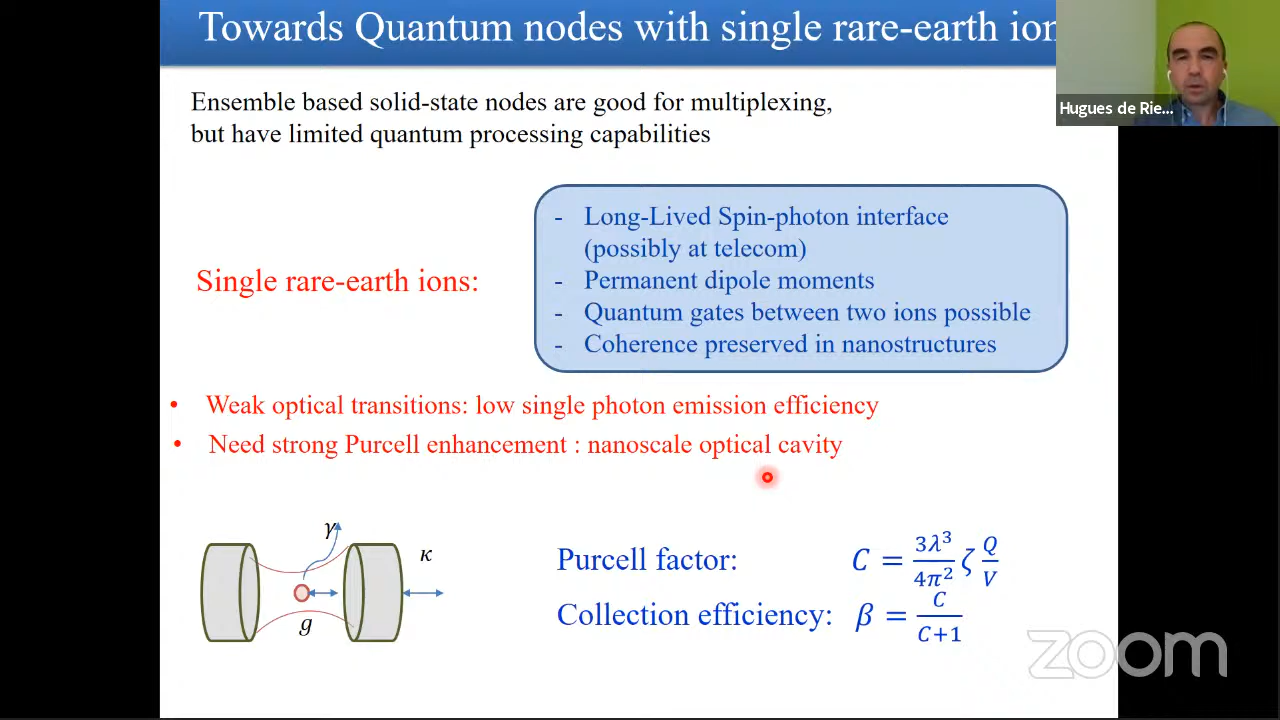 Towards Quantum nodes with single rare-earth ion
Hugues de Rie...
Ensemble based solid-state nodes are good for multiplexing,
but have limited quantum processing capabilities
- Long-Lived Spin-photon interface
(possibly at telecom)
- Permanent dipole moments
- Quantum gates between two ions possible
- Coherence preserved in nanostructures
Single rare-earth ions:
• Weak optical transitions: low single photon emission efficiency
• Need strong Purcell enhancement : nanoscale optical cavity
γ
κ
g
Purcell factor: C = 3λ³/4π² ζ Q/V
Collection efficiency: β = C/C+1
zoom